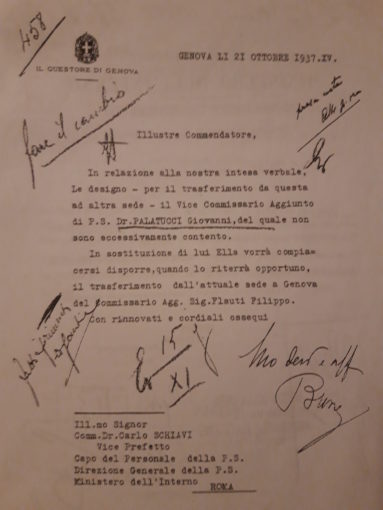 458
IL QUESTORE DI GENOVA
GENOVA LI 21 OTTOBRE 1937.XV.
fare il cambio
Illustre Commendatore,
In relazione alla nostra intesa verbale,
Le designo - per il trasferimento da questa
ad altra sede - il Vice Commissario Aggiunto
di P.S. Dr.PALATUCCI Giovanni,del quale non
sono eccessivamente contento.
In sostituzione di lui Ella vorrà compia=
cersi disporre,quando lo riterrà opportuno,
il trasferimento dall'attuale sede a Genova
del Commissario Agg. Sig.Flauti Filippo.
Con rinnovati e cordiali ossequi
15
XI
Ill.mo Signor
Comm.Dr.Carlo SCHIAVI
Vice Prefetto
Capo del Personale della P.S.
Direzione Generale della P.S.
Ministero dell'Interno ROMA